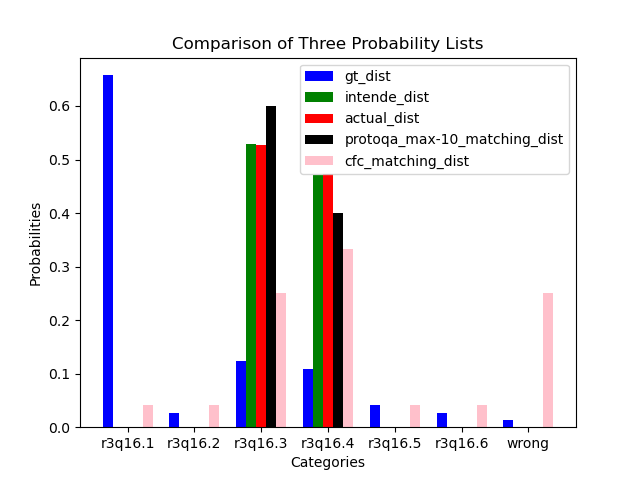 Comparison of Three Probability Lists
gt_dist
intende_dist
actual_dist
protoqa_max-10_matching_dist
cfc_matching_dist
Probabilities
0.6
0.5
0.4
0.3
0.2
0.1
0.0
r3q16.1 r3q16.2 r3q16.3 r3q16.4 r3q16.5 r3q16.6 wrong
Categories